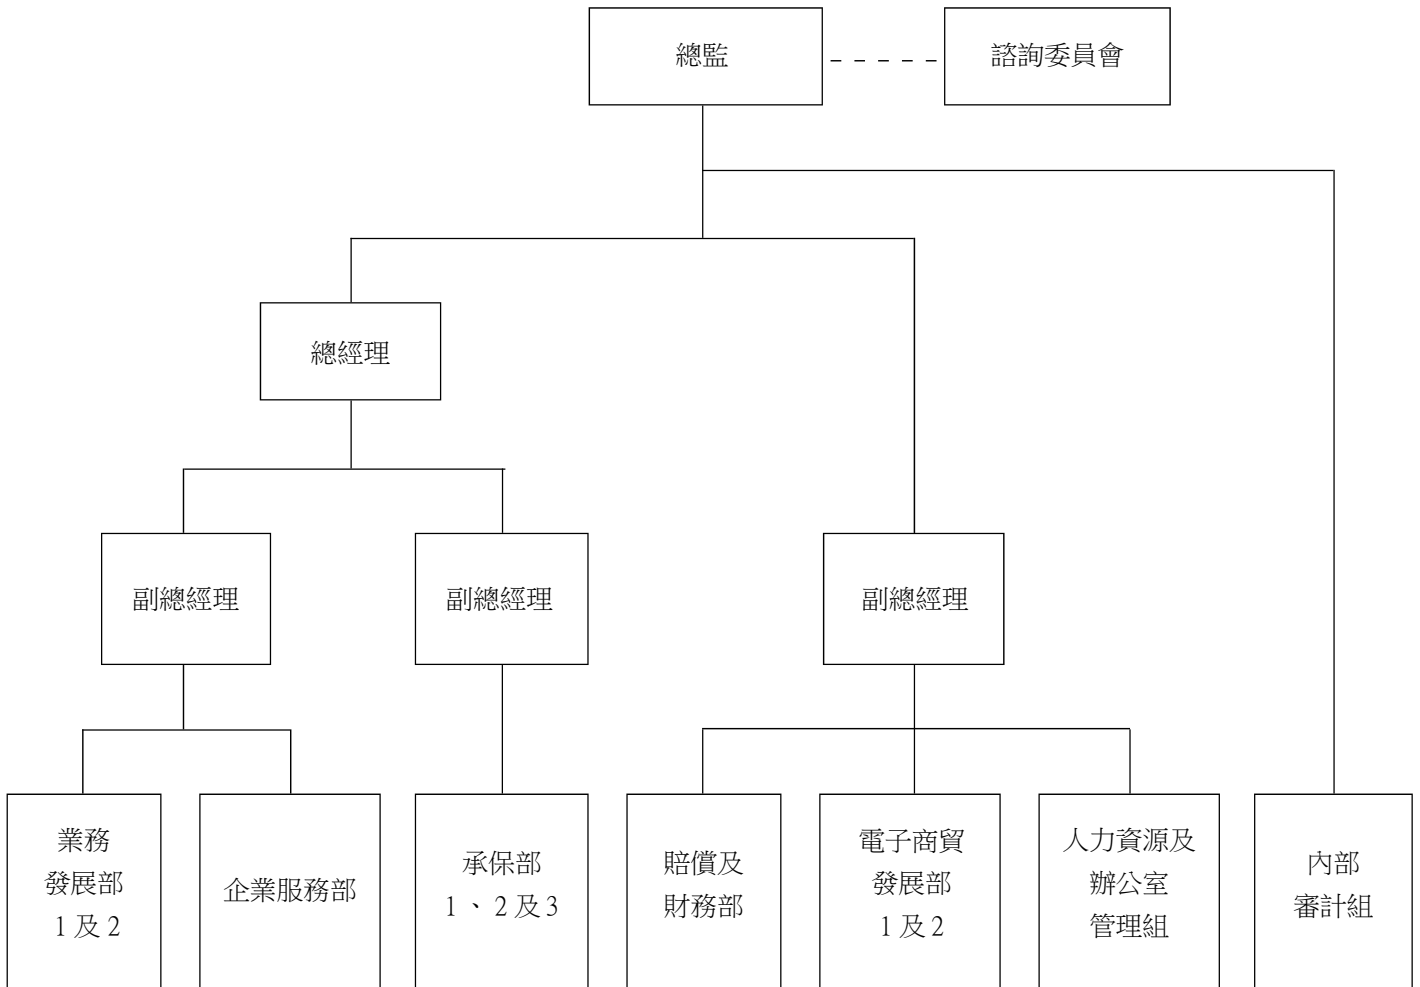 總監
諮詢委員會
總經理
副總經理
副總經理
副總經理
業務
發展部
1及2
企業服務部
承保部
1、2及3
賠償及
財務部
電子商貿
發展部
1及2
人力資源及
辦公室
管理組
內部
審計組